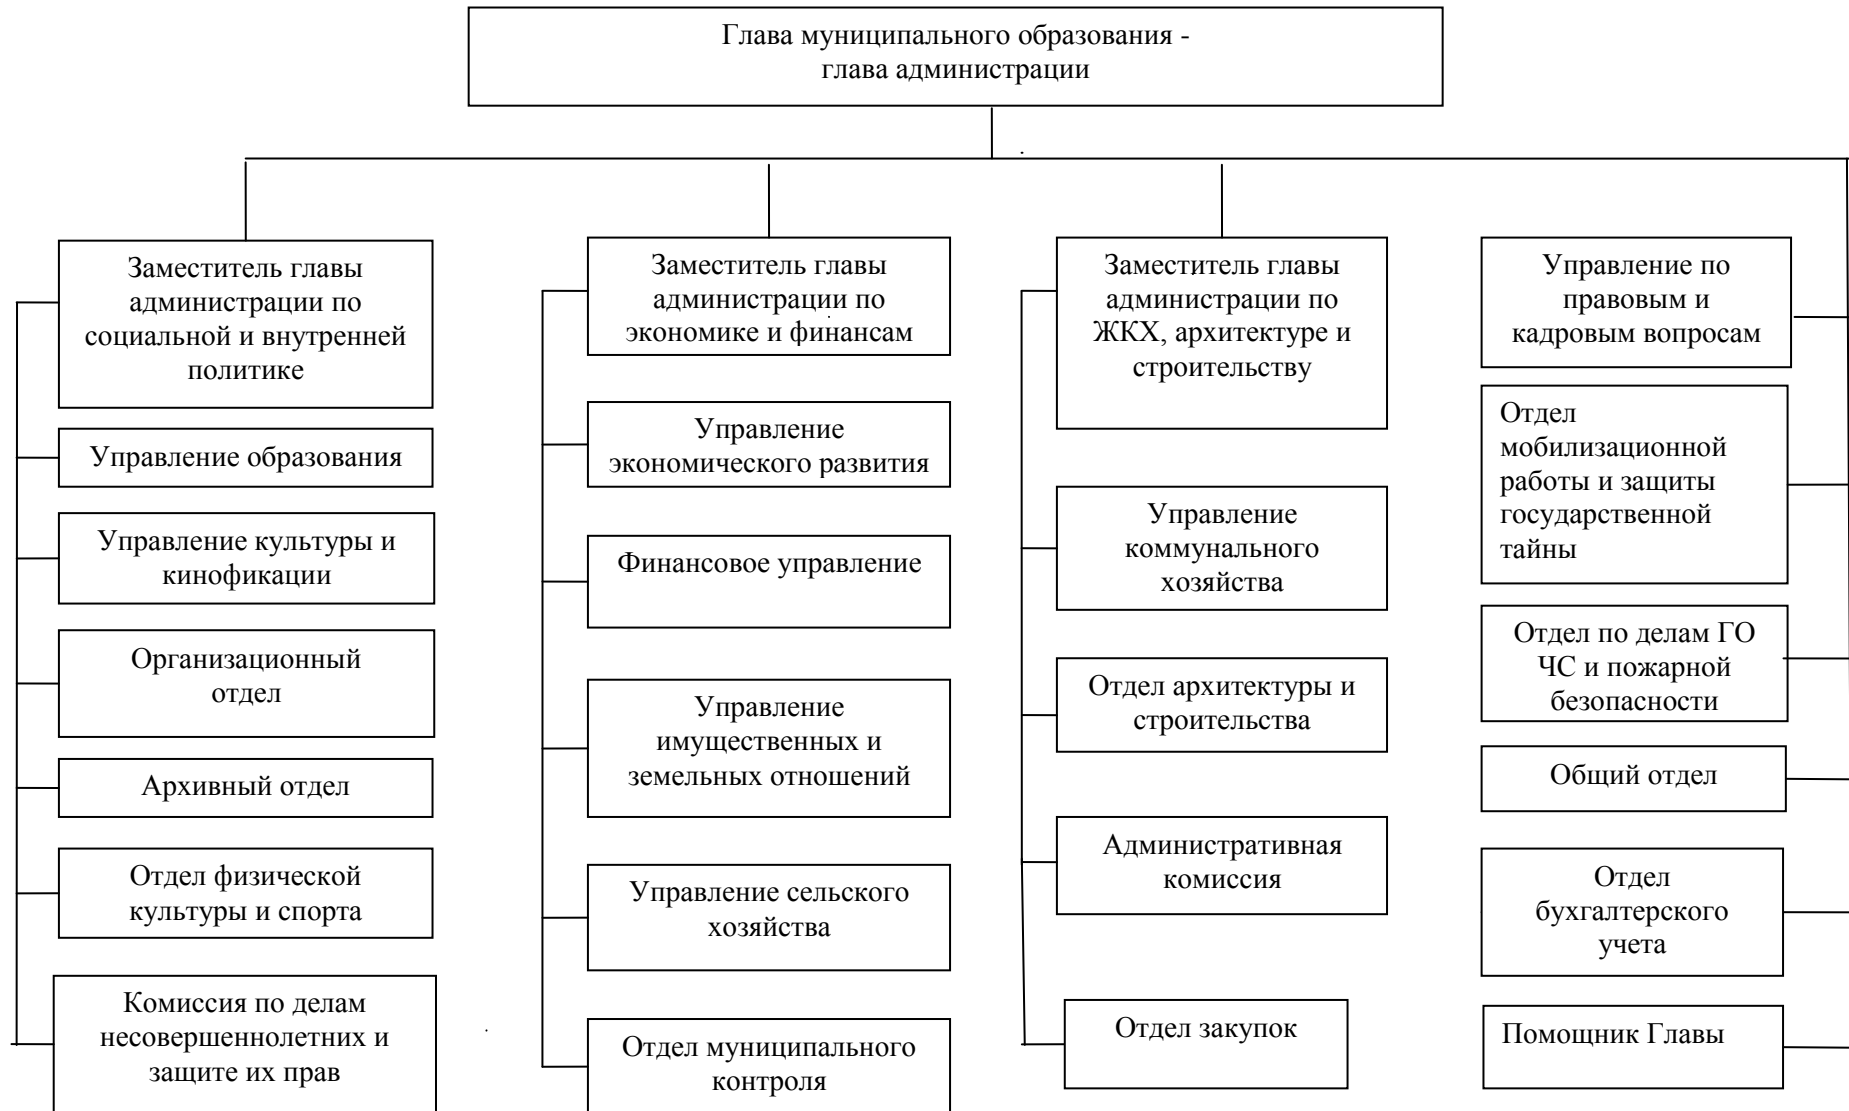 Глава муниципального образования -
глава администрации
Заместитель главы
администрации по
социальной и внутренней
политике
Управление образования
Управление культуры и
кинофикации
Организационный
отдел
Архивный отдел
Отдел физической
культуры и спорта
Комиссия по делам
несовершеннолетних и
защите их прав
Заместитель главы
администрации по
экономике и финансам
Управление
экономического развития
Финансовое управление
Управление
имущественных и
земельных отношений
Управление сельского
хозяйства
Отдел муниципального
контроля
Заместитель главы
администрации по
ЖКХ, архитектуре и
строительству
Управление
коммунального
хозяйства
Отдел архитектуры и
строительства
Административная
комиссия
Отдел закупок
Управление по
правовым и
кадровым вопросам
Отдел
мобилизационной
работы и защиты
государственной
тайны
Отдел по делам ГО
ЧС и пожарной
безопасности
Общий отдел
Отдел
бухгалтерского
учета
Помощник Главы